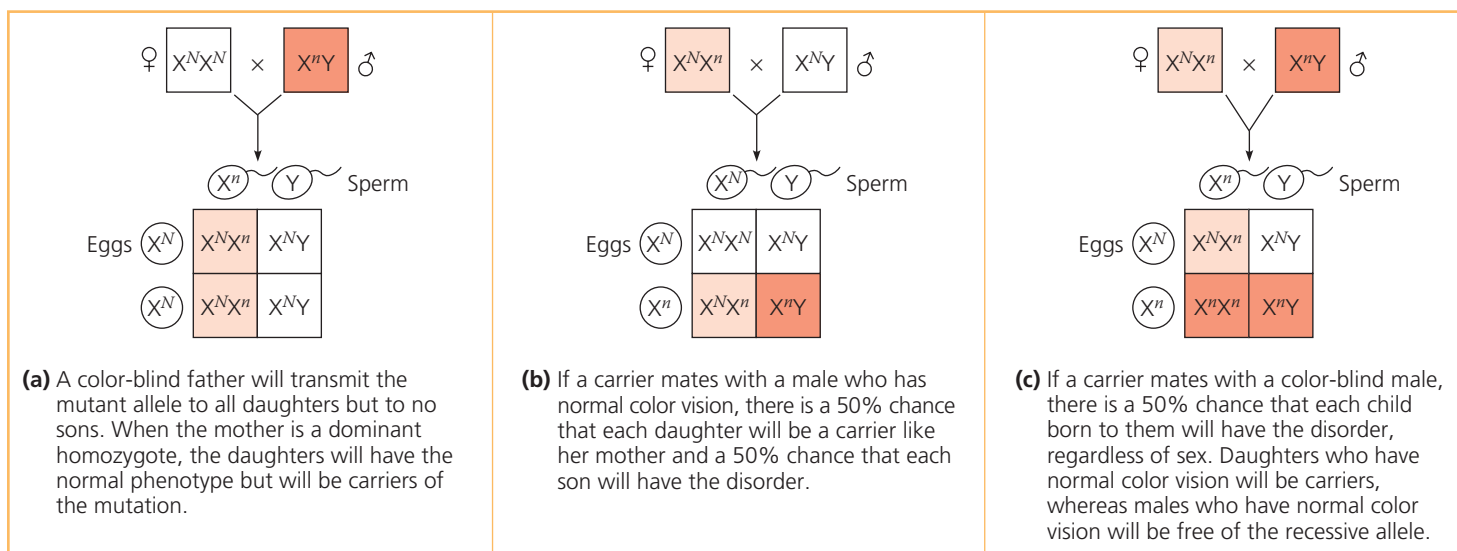 ♀ XᴺXᴺ × XⁿY ♂
Xⁿ Y Sperm
Eggs Xᴺ XᴺXⁿ XᴺY
Xᴺ XᴺXⁿ XᴺY
(a) A color-blind father will transmit the
mutant allele to all daughters but to no
sons. When the mother is a dominant
homozygote, the daughters will have the
normal phenotype but will be carriers of
the mutation.
♀ XᴺXⁿ × XᴺY ♂
Xᴺ Y Sperm
Eggs Xᴺ XᴺXᴺ XᴺY
Xⁿ XᴺXⁿ XⁿY
(b) If a carrier mates with a male who has
normal color vision, there is a 50% chance
that each daughter will be a carrier like
her mother and a 50% chance that each
son will have the disorder.
♀ XᴺXⁿ × XⁿY ♂
Xⁿ Y Sperm
Eggs Xᴺ XᴺXⁿ XᴺY
Xⁿ XⁿXⁿ XⁿY
(c) If a carrier mates with a color-blind male,
there is a 50% chance that each child
born to them will have the disorder,
regardless of sex. Daughters who have
normal color vision will be carriers,
whereas males who have normal color
vision will be free of the recessive allele.